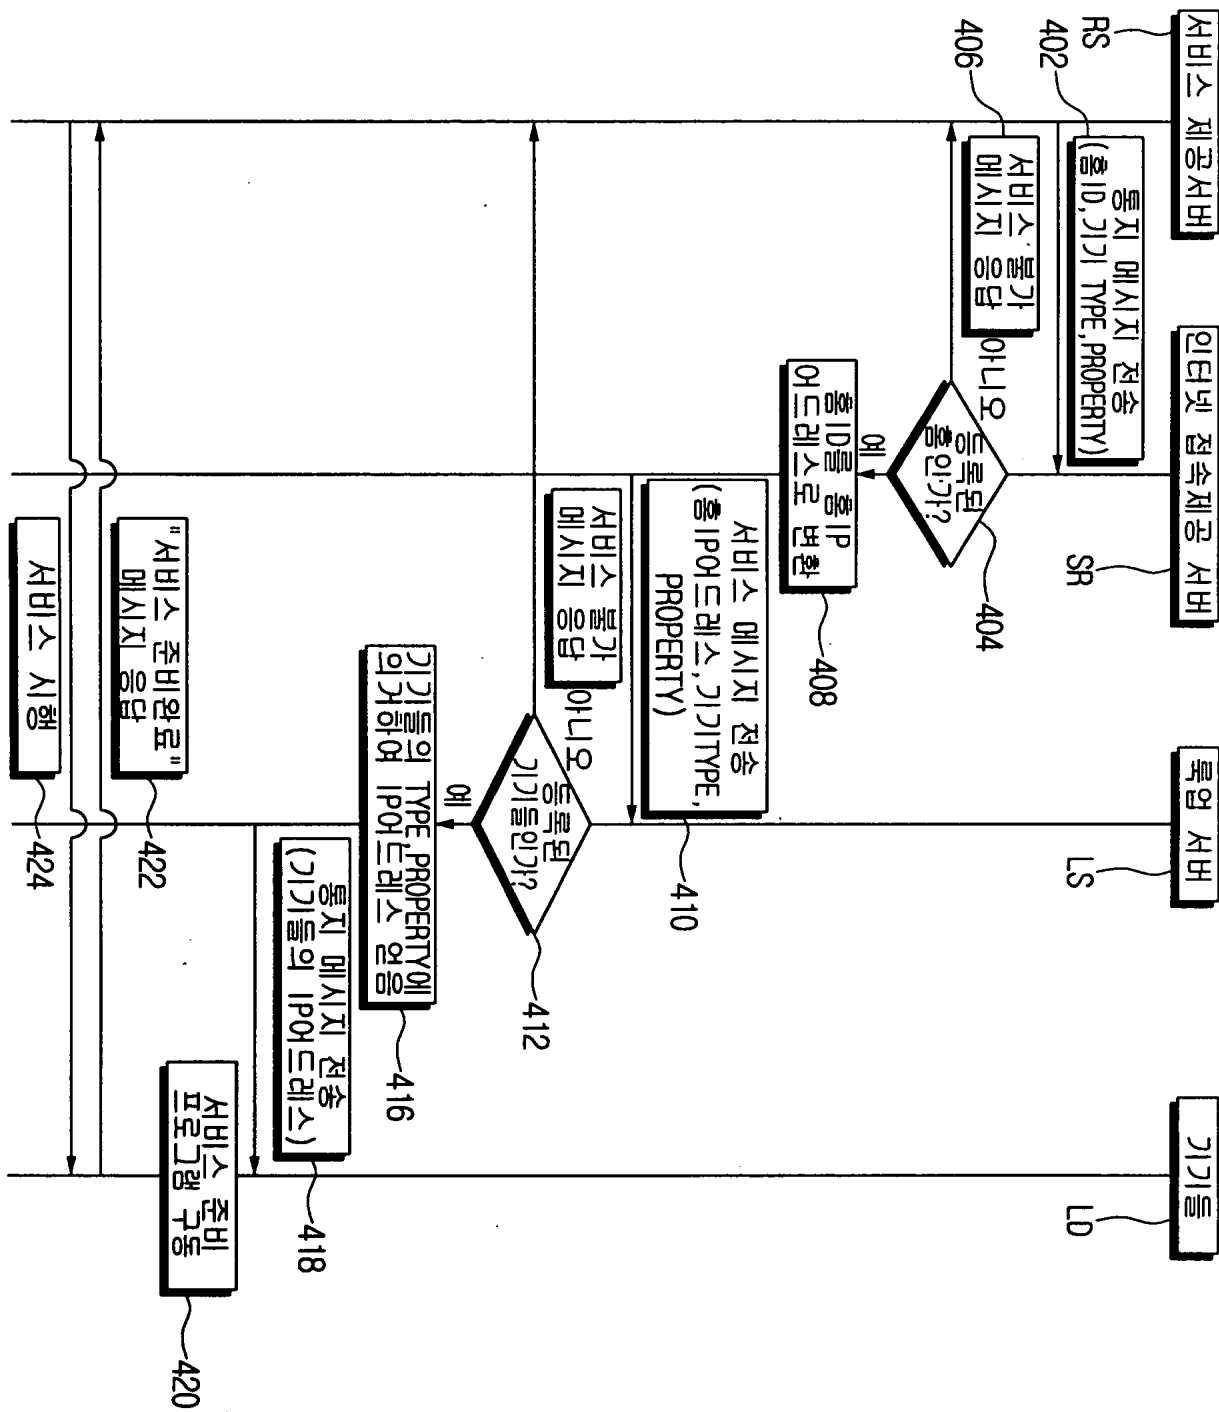 서비스 제공서버
RS
인터넷 접속제공 서버
SR
룩업 서버
LS
기기들
LD
통지 메시지 전송
(홈ID,기기 TYPE,PROPERTY)
402
등록된
홈인가?
404
아니오
서비스 불가
메시지 응답
406
예
홈ID를 홈IP
어드레스로 변환
408
서비스 메시지 전송
(홈IP어드레스,기기TYPE,
PROPERTY)
410
등록된
기기들인가?
412
아니오
서비스 불가
메시지 응답
예
기기들의 TYPE,PROPERTY에
의거하여 IP어드레스 얻음
416
통지 메시지 전송
(기기들의 IP어드레스)
418
서비스 준비
프로그램 구동
420
"서비스 준비완료"
메시지 응답
422
서비스 시행
424